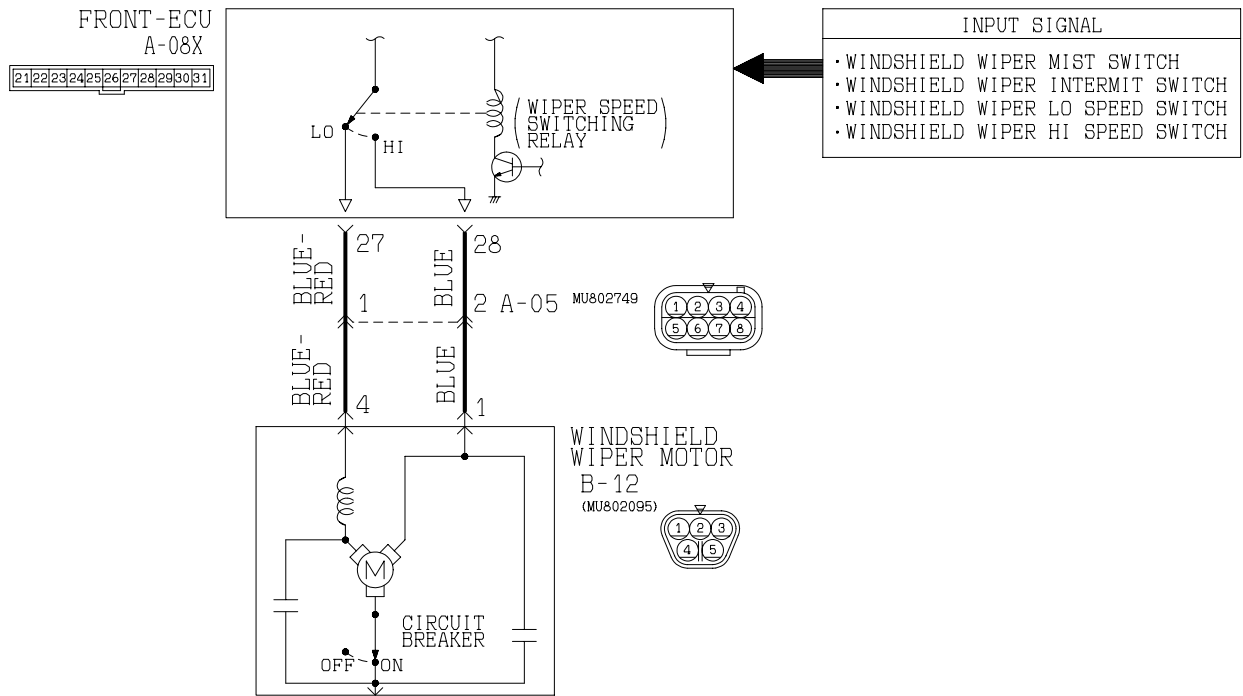 FRONT-ECU
A-08X
21 22 23 24 25 26 27 28 29 30 31
INPUT SIGNAL
·WINDSHIELD WIPER MIST SWITCH
·WINDSHIELD WIPER INTERMIT SWITCH
·WINDSHIELD WIPER LO SPEED SWITCH
·WINDSHIELD WIPER HI SPEED SWITCH
(WIPER SPEED)
SWITCHING
RELAY
LO
HI
27
28
BLUE-
RED
BLUE
1
2 A-05 MU802749
1 2 3 4
5 6 7 8
BLUE-
RED
BLUE
4
1
WINDSHIELD
WIPER MOTOR
B-12
(MU802095)
1 2 3
4 5
M
CIRCUIT
BREAKER
OFF
ON